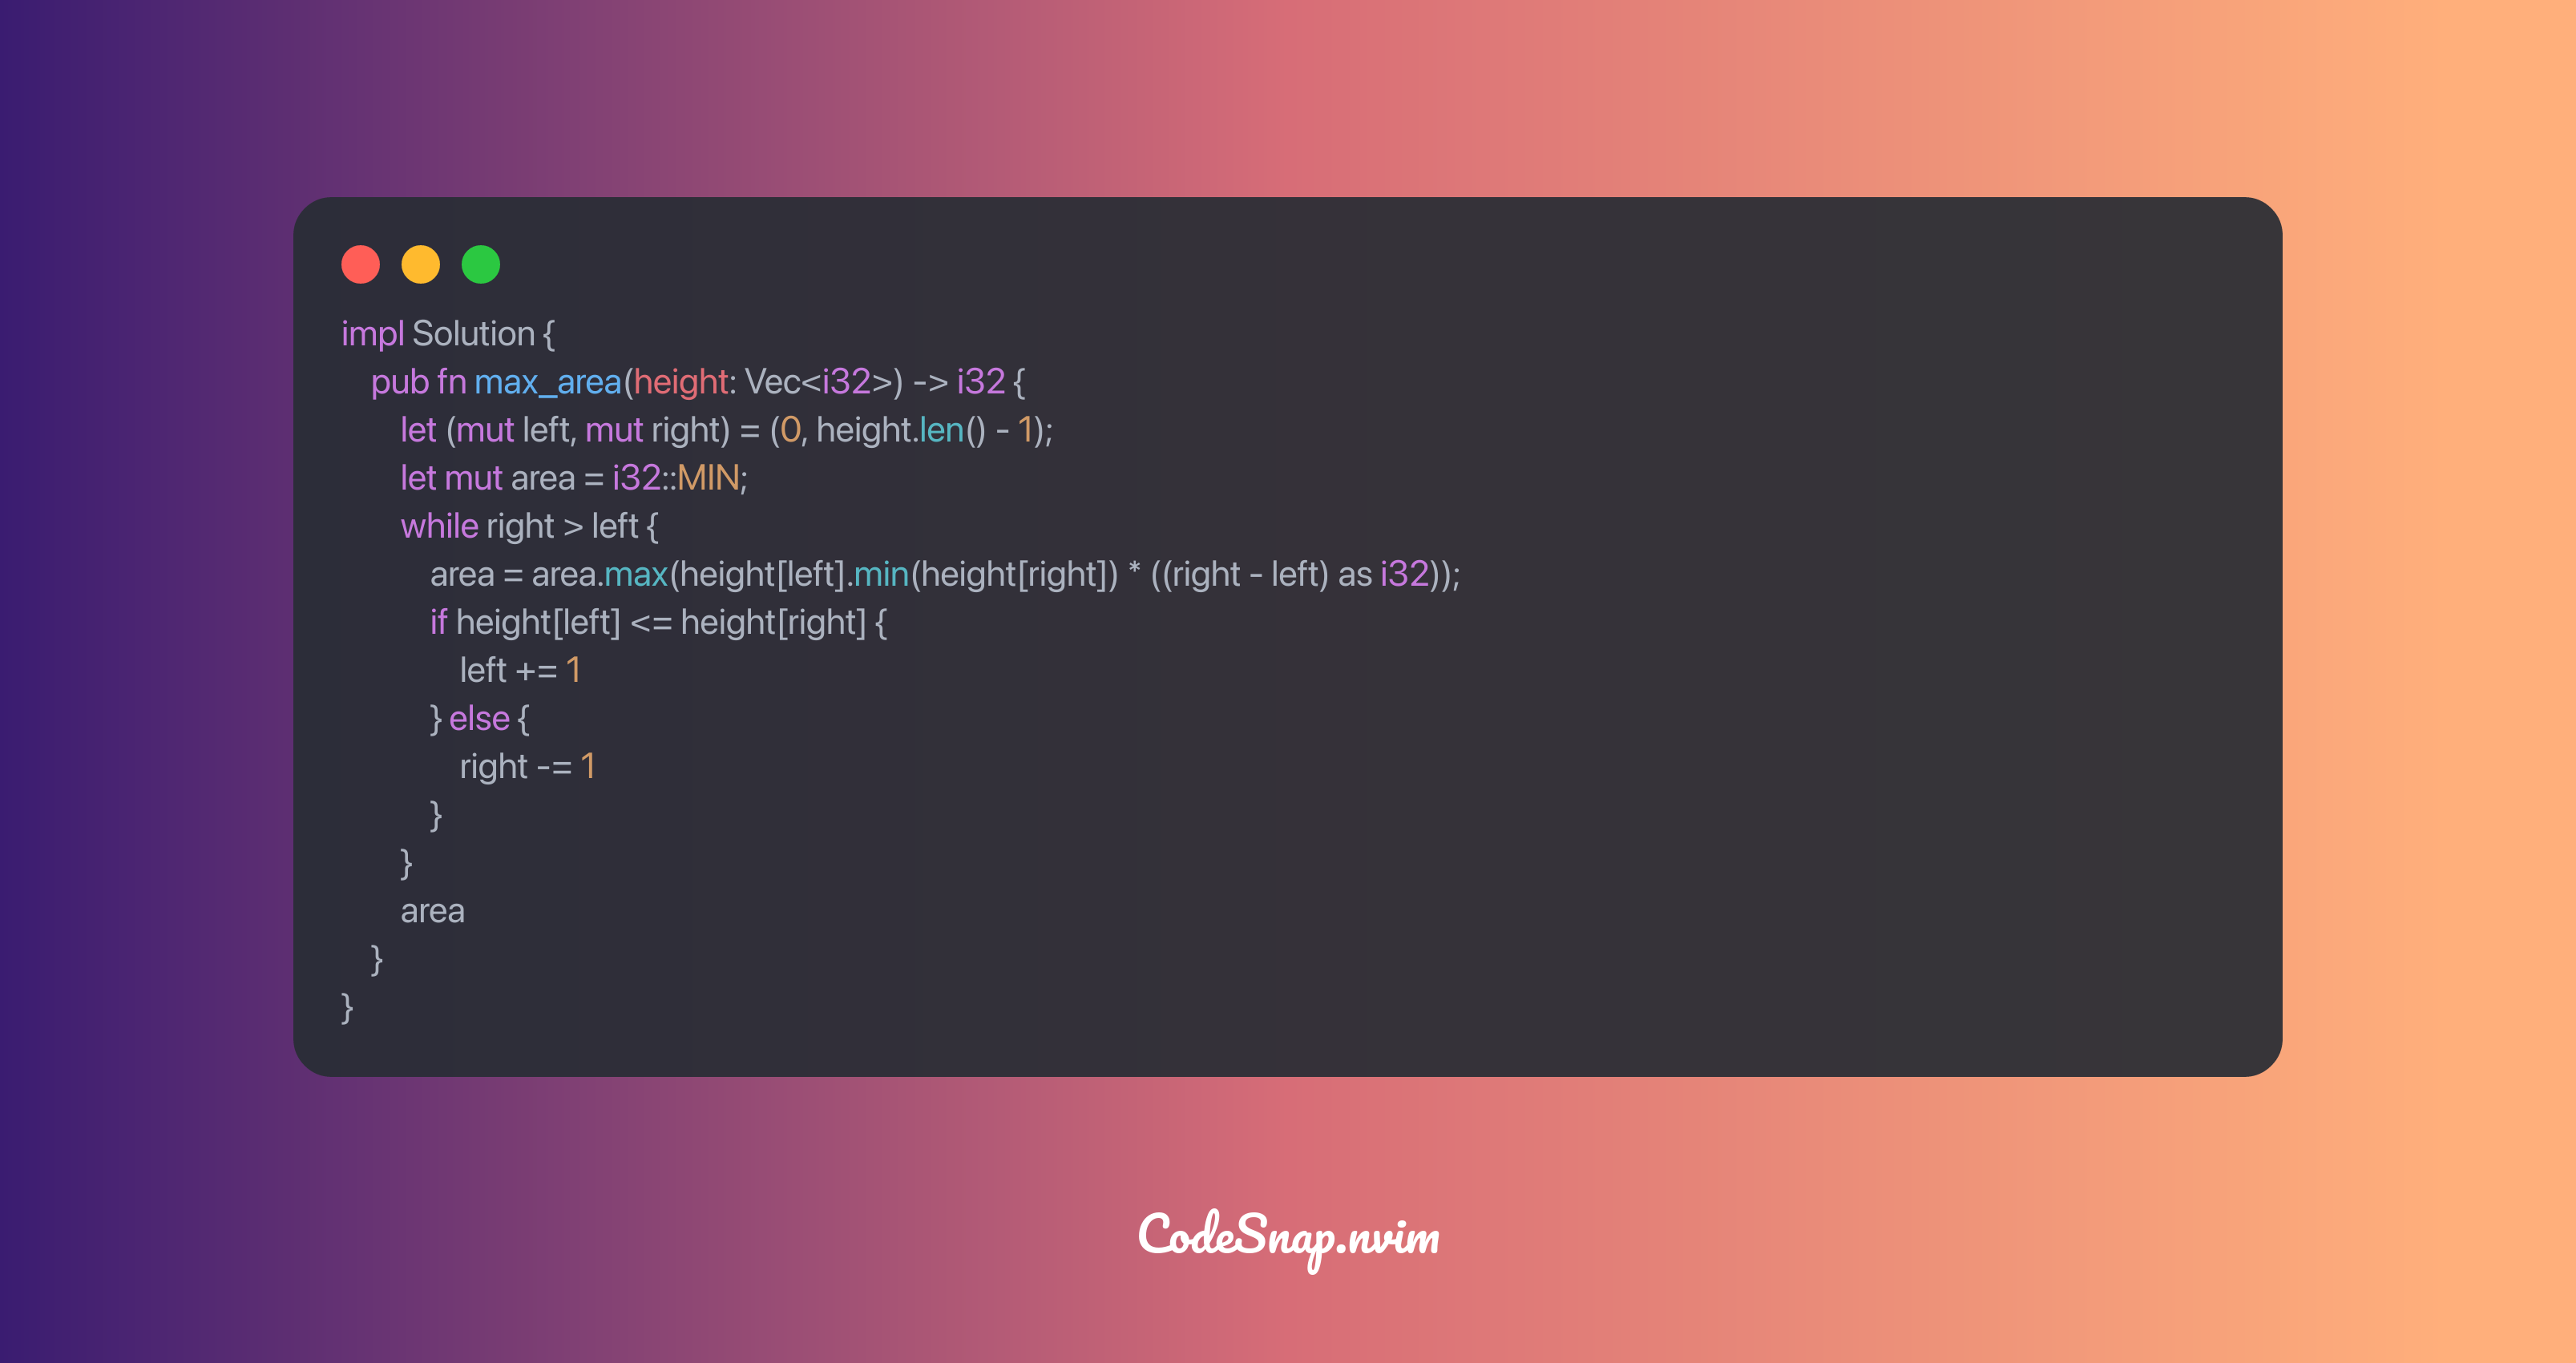 impl Solution {
    pub fn max_area(height: Vec<i32>) -> i32 {
        let (mut left, mut right) = (0, height.len() - 1);
        let mut area = i32::MIN;
        while right > left {
            area = area.max(height[left].min(height[right]) * ((right - left) as i32));
            if height[left] <= height[right] {
                left += 1
            } else {
                right -= 1
            }
        }
        area
    }
}
CodeSnap.nvim